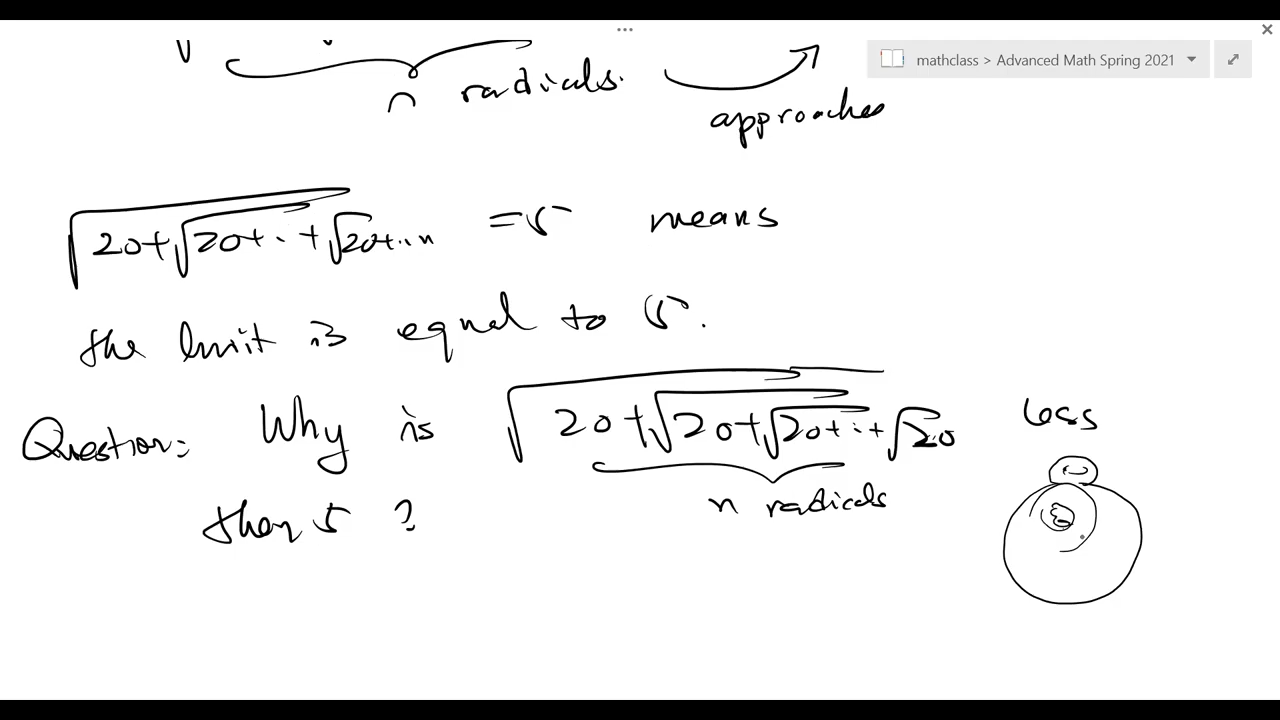 mathclass > Advanced Math Spring 2021
n radicals.
approaches
√20+√20+..+√20+... = 5 means
the limit is equal to 5.
Question: Why is √20+√20+√20+..+√20 less
n radicals
than 5 ?